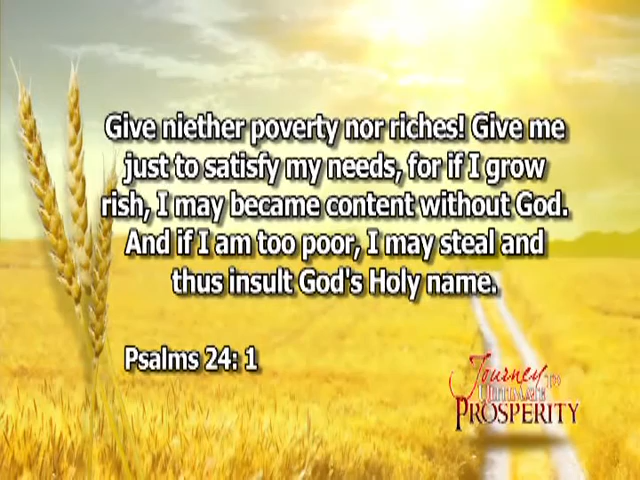 Give niether poverty nor riches! Give me
just to satisfy my needs, for if I grow
rish, I may became content without God.
And if I am too poor, I may steal and
thus insult God's Holy name.
Psalms 24: 1
Journey TO
ULTIMATE
PROSPERITY